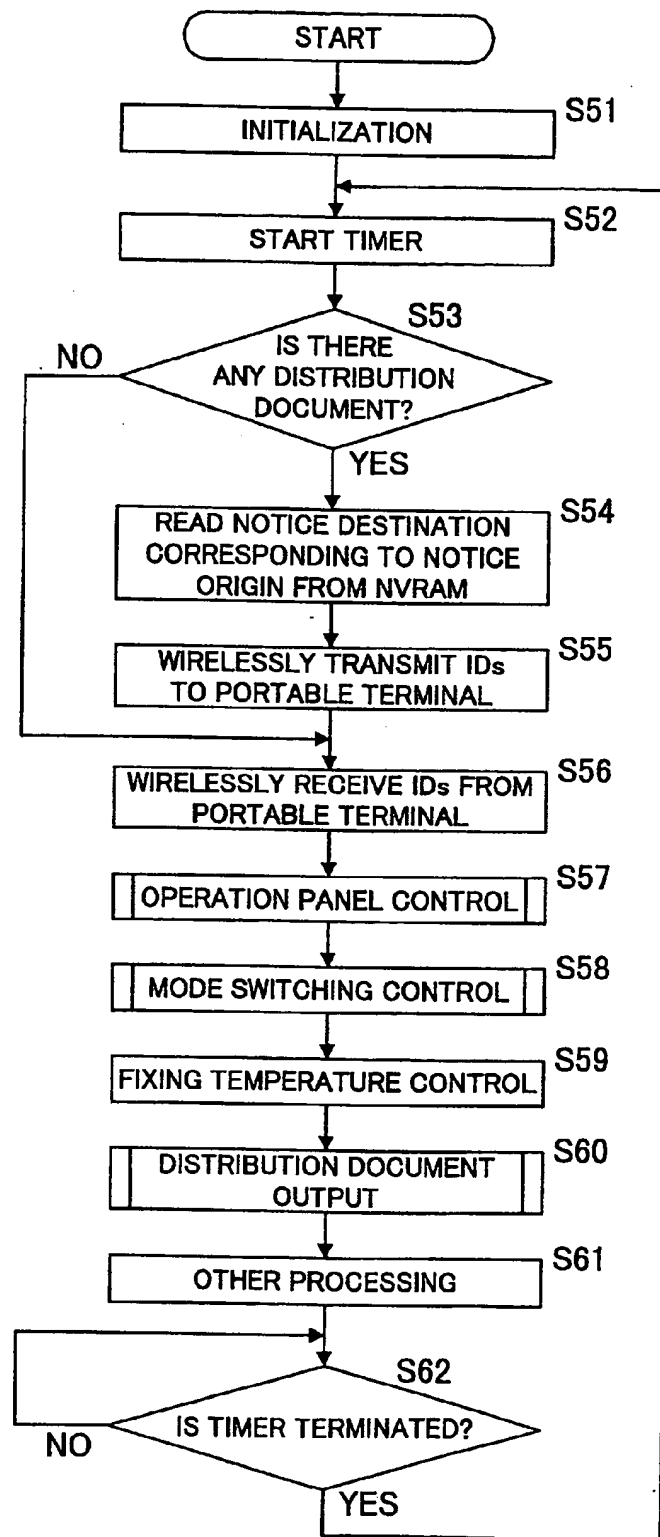 START
S51
INITIALIZATION
S52
START TIMER
S53
NO
IS THERE
ANY DISTRIBUTION
DOCUMENT?
YES
S54
READ NOTICE DESTINATION
CORRESPONDING TO NOTICE
ORIGIN FROM NVRAM
S55
WIRELESSLY TRANSMIT IDs
TO PORTABLE TERMINAL
S56
WIRELESSLY RECEIVE IDs FROM
PORTABLE TERMINAL
S57
OPERATION PANEL CONTROL
S58
MODE SWITCHING CONTROL
S59
FIXING TEMPERATURE CONTROL
S60
DISTRIBUTION DOCUMENT
OUTPUT
S61
OTHER PROCESSING
S62
IS TIMER TERMINATED?
NO
YES